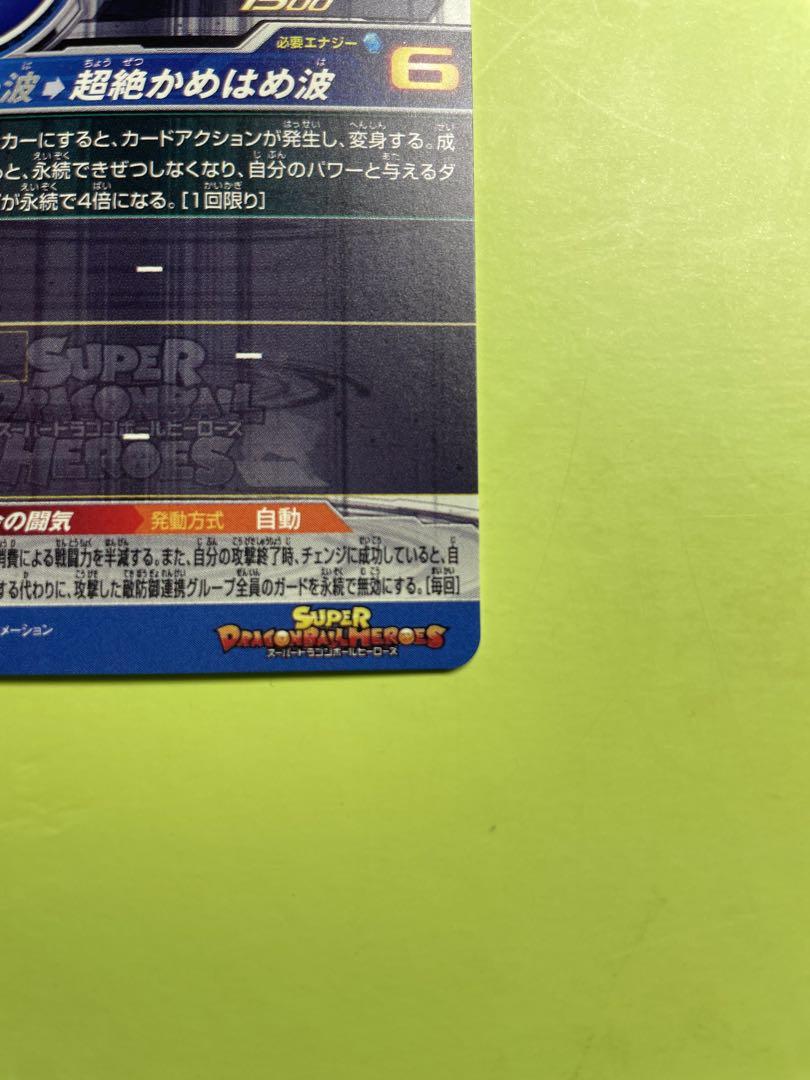 1500
必要エナジー 6
波➡超絶かめはめ波
カーにすると、カードアクションが発生し、変身する。成
と、永続できぜつしなくなり、自分のパワーと与えるダ
が永続で4倍になる。[1回限り]
ー
ー
SUPER
DRAGONBALL
スーパードラゴンボールヒーローズ
HEROES
ー
の闘気 発動方式 自動
消費による戦闘力を半減する。また、自分の攻撃終了時、チェンジに成功していると、自
する代わりに、攻撃した敵防御連携グループ全員のガードを永続で無効にする。[毎回]
メーション
SUPER
DRAGONBALL HEROES
スーパードラゴンボールヒーローズ